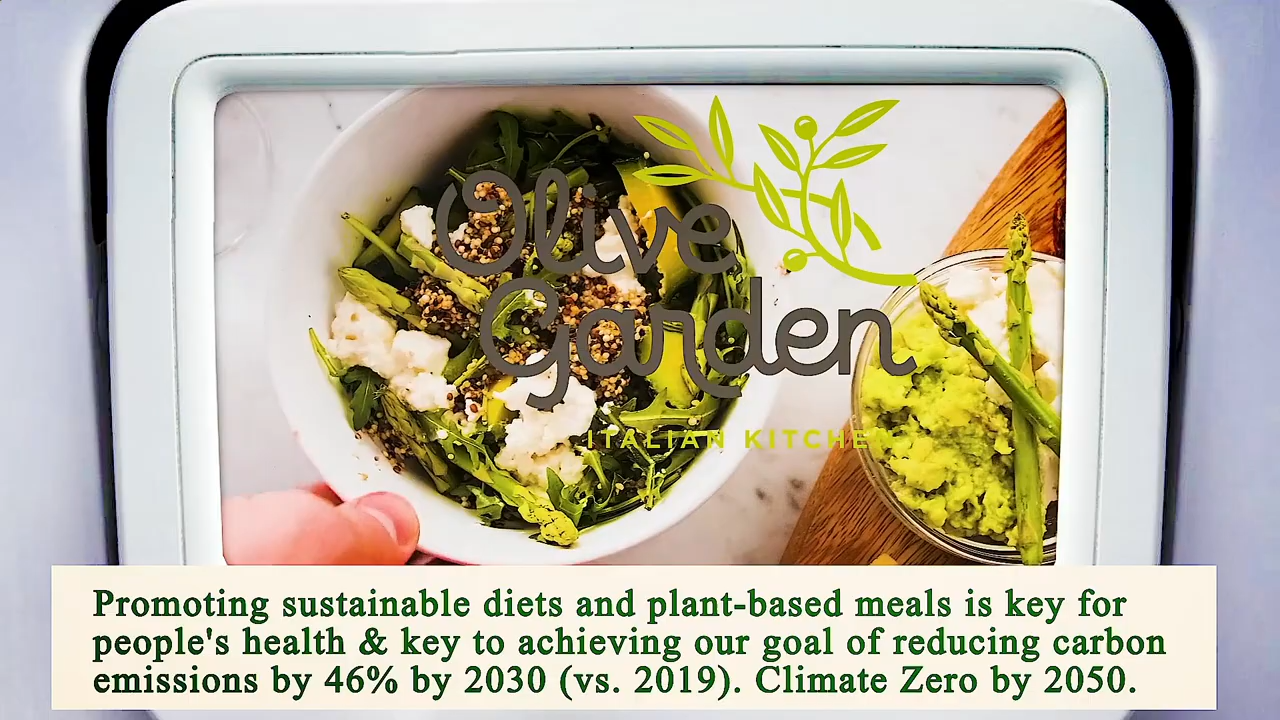 Olive
Garden
ITALIAN KITCHEN
Promoting sustainable diets and plant-based meals is key for
people's health & key to achieving our goal of reducing carbon
emissions by 46% by 2030 (vs. 2019). Climate Zero by 2050.